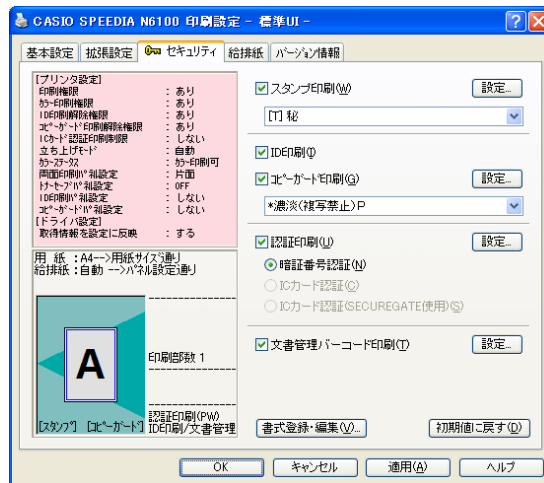 CASIO SPEEDIA N6100 印刷設定 - 標準UI -
基本設定 拡張設定 セキュリティ 給排紙 バージョン情報
[プリンタ設定]
印刷権限 : あり
カラー印刷権限 : あり
ID印刷解除権限 : あり
コピーガード印刷解除権限 : あり
ICカード認証印刷制限 : しない
立ち上げモード : 自動
カラーステータス : カラー印刷可
両面印刷パネル設定 : 片面
トナーセーブパネル設定 : OFF
ID印刷パネル設定 : しない
コピーガードパネル設定 : しない
[ドライバ設定]
取得情報を設定に反映 : する
用 紙 :A4-->用紙サイズ通り
給排紙 :自動 -->パネル設定通り
A
印刷部数 1
認証印刷(PW)
[スタンプ] [コピーガード] ID印刷/文書管理
スタンプ印刷(W) 設定...
[T] 秘
ID印刷(I)
コピーガード印刷(G) 設定...
*濃淡(複写禁止)P
認証印刷(U) 設定...
暗証番号認証(N)
ICカード認証(C)
ICカード認証(SECUREGATE使用)(S)
文書管理バーコード印刷(T) 設定...
書式登録・編集(V)... 初期値に戻す(D)
OK キャンセル 適用(A) ヘルプ